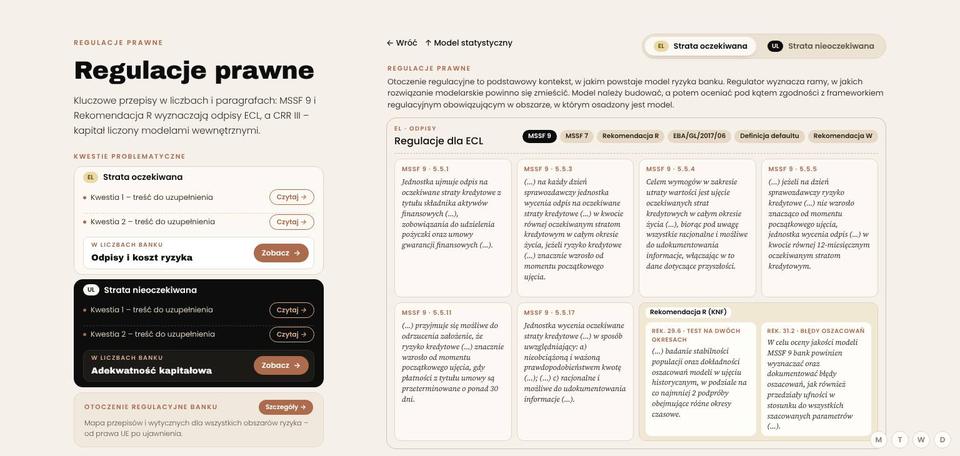 REGULACJE PRAWNE
Regulacje prawne
Kluczowe przepisy w liczbach i paragrafach: MSSF 9 i
Rekomendacja R wyznaczają odpisy ECL, a CRR III –
kapitał liczony modelami wewnętrznymi.
KWESTIE PROBLEMATYCZNE
EL Strata oczekiwana
Kwestia 1 – treść do uzupełnienia Czytaj →
Kwestia 2 – treść do uzupełnienia Czytaj →
W LICZBACH BANKU
Odpisy i koszt ryzyka Zobacz →
UL Strata nieoczekiwana
Kwestia 1 – treść do uzupełnienia Czytaj →
Kwestia 2 – treść do uzupełnienia Czytaj →
W LICZBACH BANKU
Adekwatność kapitałowa Zobacz →
OTOCZENIE REGULACYJNE BANKU Szczegóły →
Mapa przepisów i wytycznych dla wszystkich obszarów ryzyka –
od prawa UE po ujawnienia.
← Wróć ↑ Model statystyczny
EL Strata oczekiwana UL Strata nieoczekiwana
REGULACJE PRAWNE
Otoczenie regulacyjne to podstawowy kontekst, w jakim powstaje model ryzyka banku. Regulator wyznacza ramy, w jakich
rozwiązanie modelarskie powinno się zmieścić. Model należy budować, a potem oceniać pod kątem zgodności z frameworkiem
regulacyjnym obowiązującym w obszarze, w którym osadzony jest model.
EL · ODPISY
Regulacje dla ECL
MSSF 9 MSSF 7 Rekomendacja R EBA/GL/2017/06 Definicja defaultu Rekomendacja W
MSSF 9 · 5.5.1
Jednostka ujmuje odpis na
oczekiwane straty kredytowe z
tytułu składnika aktywów
finansowych (...),
zobowiązania do udzielenia
pożyczki oraz umowy
gwarancji finansowych (...).
MSSF 9 · 5.5.3
(...) na każdy dzień
sprawozdawczy jednostka
wycenia odpis na oczekiwane
straty kredytowe (...) w kwocie
równej oczekiwanym stratom
kredytowym w całym okresie
życia, jeżeli ryzyko kredytowe
(...) znacznie wzrosło od
momentu początkowego
ujęcia.
MSSF 9 · 5.5.4
Celem wymogów w zakresie
utraty wartości jest ujęcie
oczekiwanych strat
kredytowych w całym okresie
życia (...), biorąc pod uwagę
wszystkie racjonalne i możliwe
do udokumentowania
informacje, włączając w to
dane dotyczące przyszłości.
MSSF 9 · 5.5.5
(...) jeżeli na dzień
sprawozdawczy ryzyko
kredytowe (...) nie wzrosło
znacząco od momentu
początkowego ujęcia,
jednostka wycenia odpis (...) w
kwocie równej 12-miesięcznym
oczekiwanym stratom
kredytowym.
MSSF 9 · 5.5.11
(...) przyjmuje się możliwe do
odrzucenia założenie, że
ryzyko kredytowe (...) znacznie
wzrosło od momentu
początkowego ujęcia, gdy
płatności z tytułu umowy są
przeterminowane o ponad 30
dni.
MSSF 9 · 5.5.17
Jednostka wycenia oczekiwane
straty kredytowe (...) w sposób
uwzględniający: a)
nieobciążoną i ważoną
prawdopodobieństwem kwotę
(...); (...) c) racjonalne i
możliwe do udokumentowania
informacje (...).
Rekomendacja R (KNF)
REK. 29.6 · TEST NA DWÓCH
OKRESACH
(...) badanie stabilności
populacji oraz dokładności
oszacowań modeli w ujęciu
historycznym, w podziale na
co najmniej 2 podpróby
obejmujące różne okresy
czasowe.
REK. 31.2 · BŁĘDY OSZACOWAŃ
W celu oceny jakości modeli
MSSF 9 bank powinien
wyznaczać oraz
dokumentować błędy
oszacowań, jak również
przedziały ufności w
stosunku do wszystkich
szacowanych parametrów
(...).
M T W D